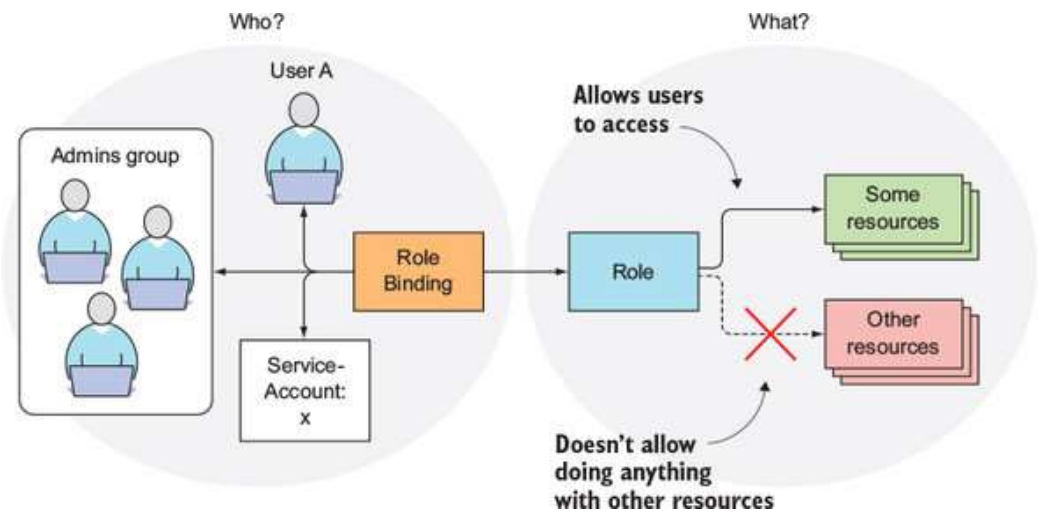 Who?
What?
User A
Admins group
Role
Binding
Service-
Account:
x
Allows users
to access
Role
Some
resources
Other
resources
Doesn't allow
doing anything
with other resources